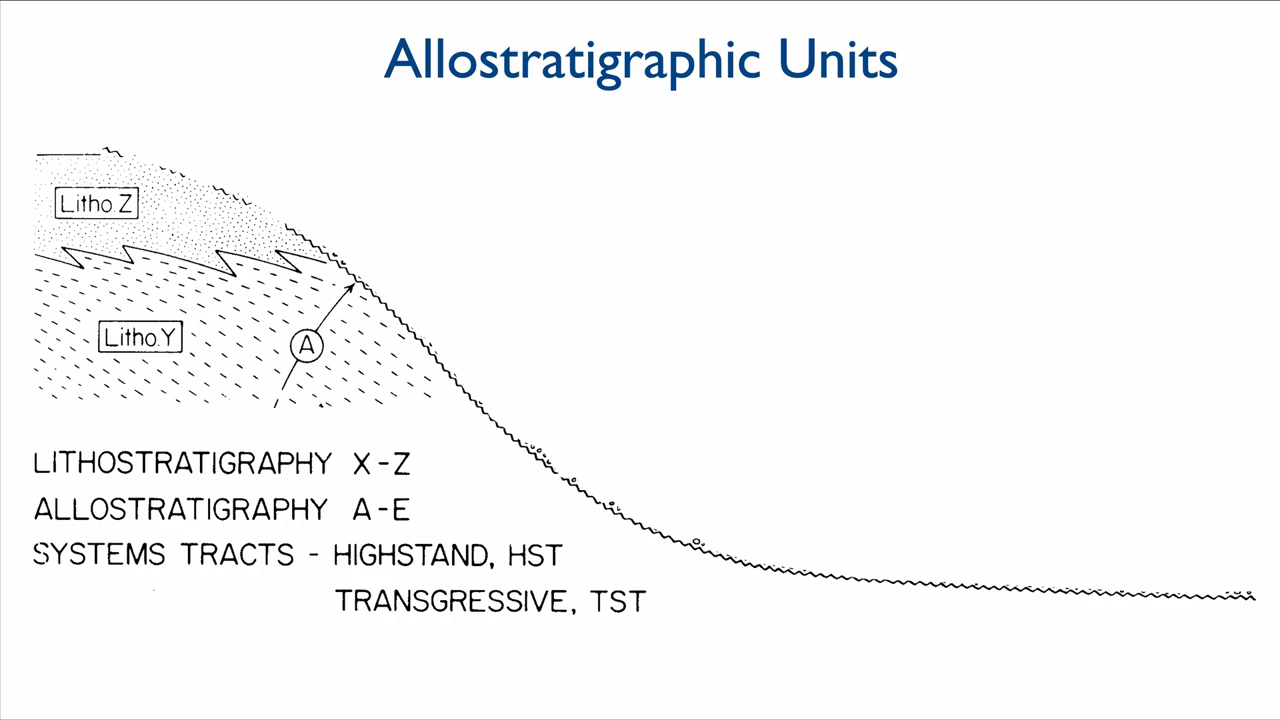 Allostratigraphic Units
Litho.Z
Litho.Y
A
LITHOSTRATIGRAPHY X-Z
ALLOSTRATIGRAPHY A-E
SYSTEMS TRACTS - HIGHSTAND, HST
TRANSGRESSIVE, TST